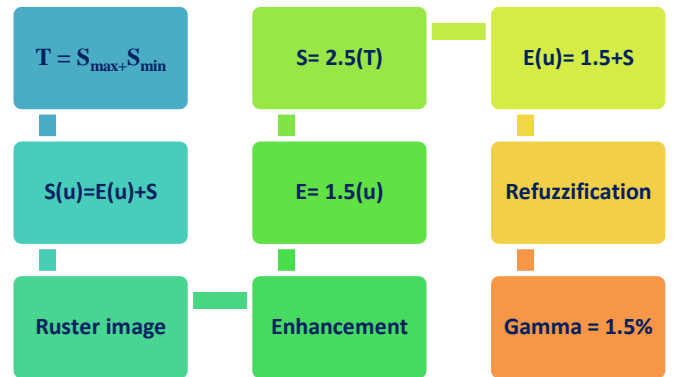 T = Smax+Smin
S(u)=E(u)+S
Ruster image
Enhancement
E= 1.5(u)
S= 2.5(T)
E(u)= 1.5+S
Refuzzification
Gamma = 1.5%